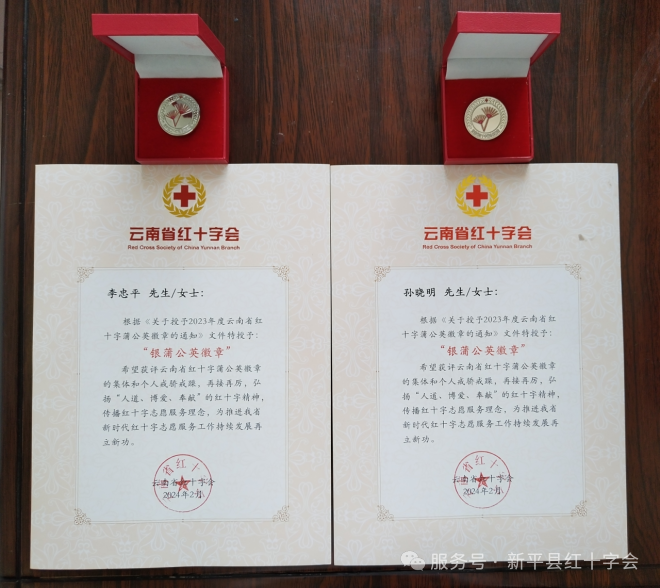 云南省红十字会
Red Cross Society of China Yunnan Branch
李忠平 先生/女士：
根据《关于授予2023年度云南省红
十字蒲公英徽章的通知》文件特授予：
“银蒲公英徽章”
希望获评云南省红十字蒲公英徽章
的集体和个人戒骄戒躁，再接再厉，弘
扬“人道、博爱、奉献”的红十字精神，
传播红十字志愿服务理念，为推进我省
新时代红十字志愿服务工作持续发展再
立新功。
云南省红十字会
2024年2月
云南省红十字会
Red Cross Society of China Yunnan Branch
孙晓明 先生/女士：
根据《关于授予2023年度云南省红
十字蒲公英徽章的通知》文件特授予：
“银蒲公英徽章”
希望获评云南省红十字蒲公英徽章
的集体和个人戒骄戒躁，再接再厉，弘
扬“人道、博爱、奉献”的红十字精神，
传播红十字志愿服务理念，为推进我省
新时代红十字志愿服务工作持续发展再
立新功。
云南省红十字会
2024年2月
服务号·新平县红十字会